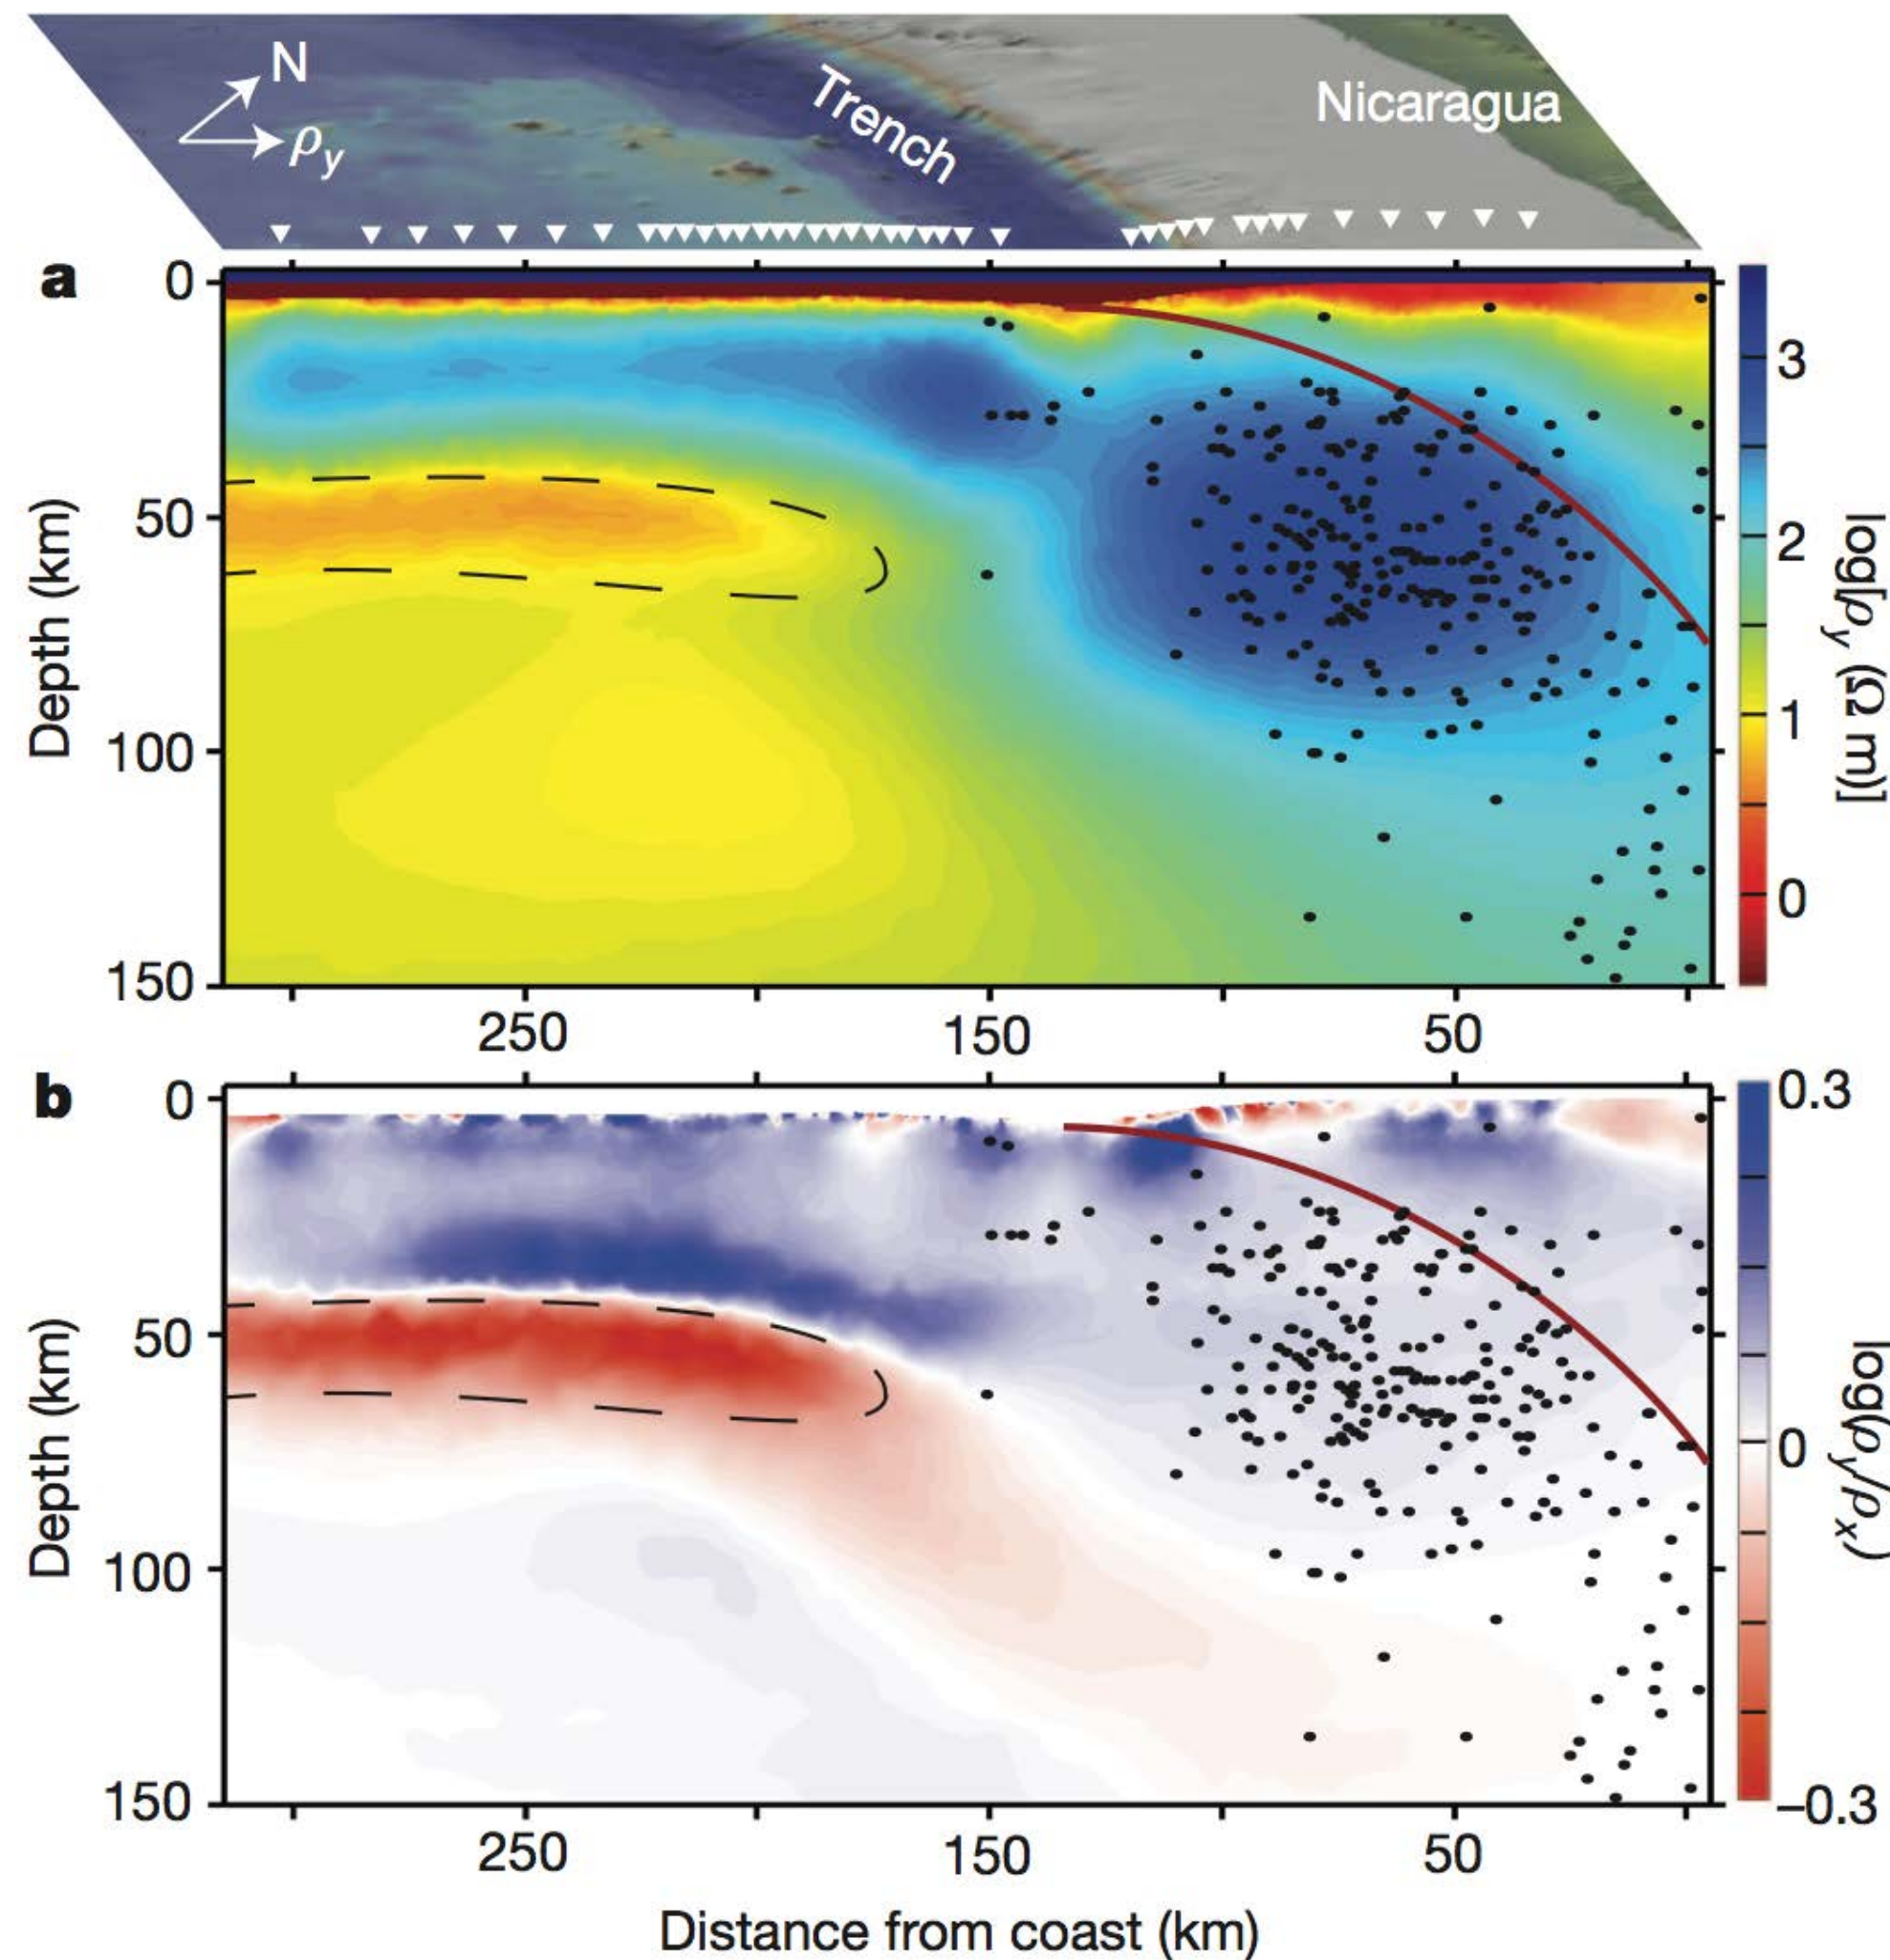 N
ρy
Trench
Nicaragua
a
0
50
100
150
Depth (km)
250
150
50
3
2
1
0
log[ρy (Ω m)]
b
0
50
100
150
Depth (km)
250
150
50
Distance from coast (km)
0.3
0
–0.3
log(ρy/ρx)